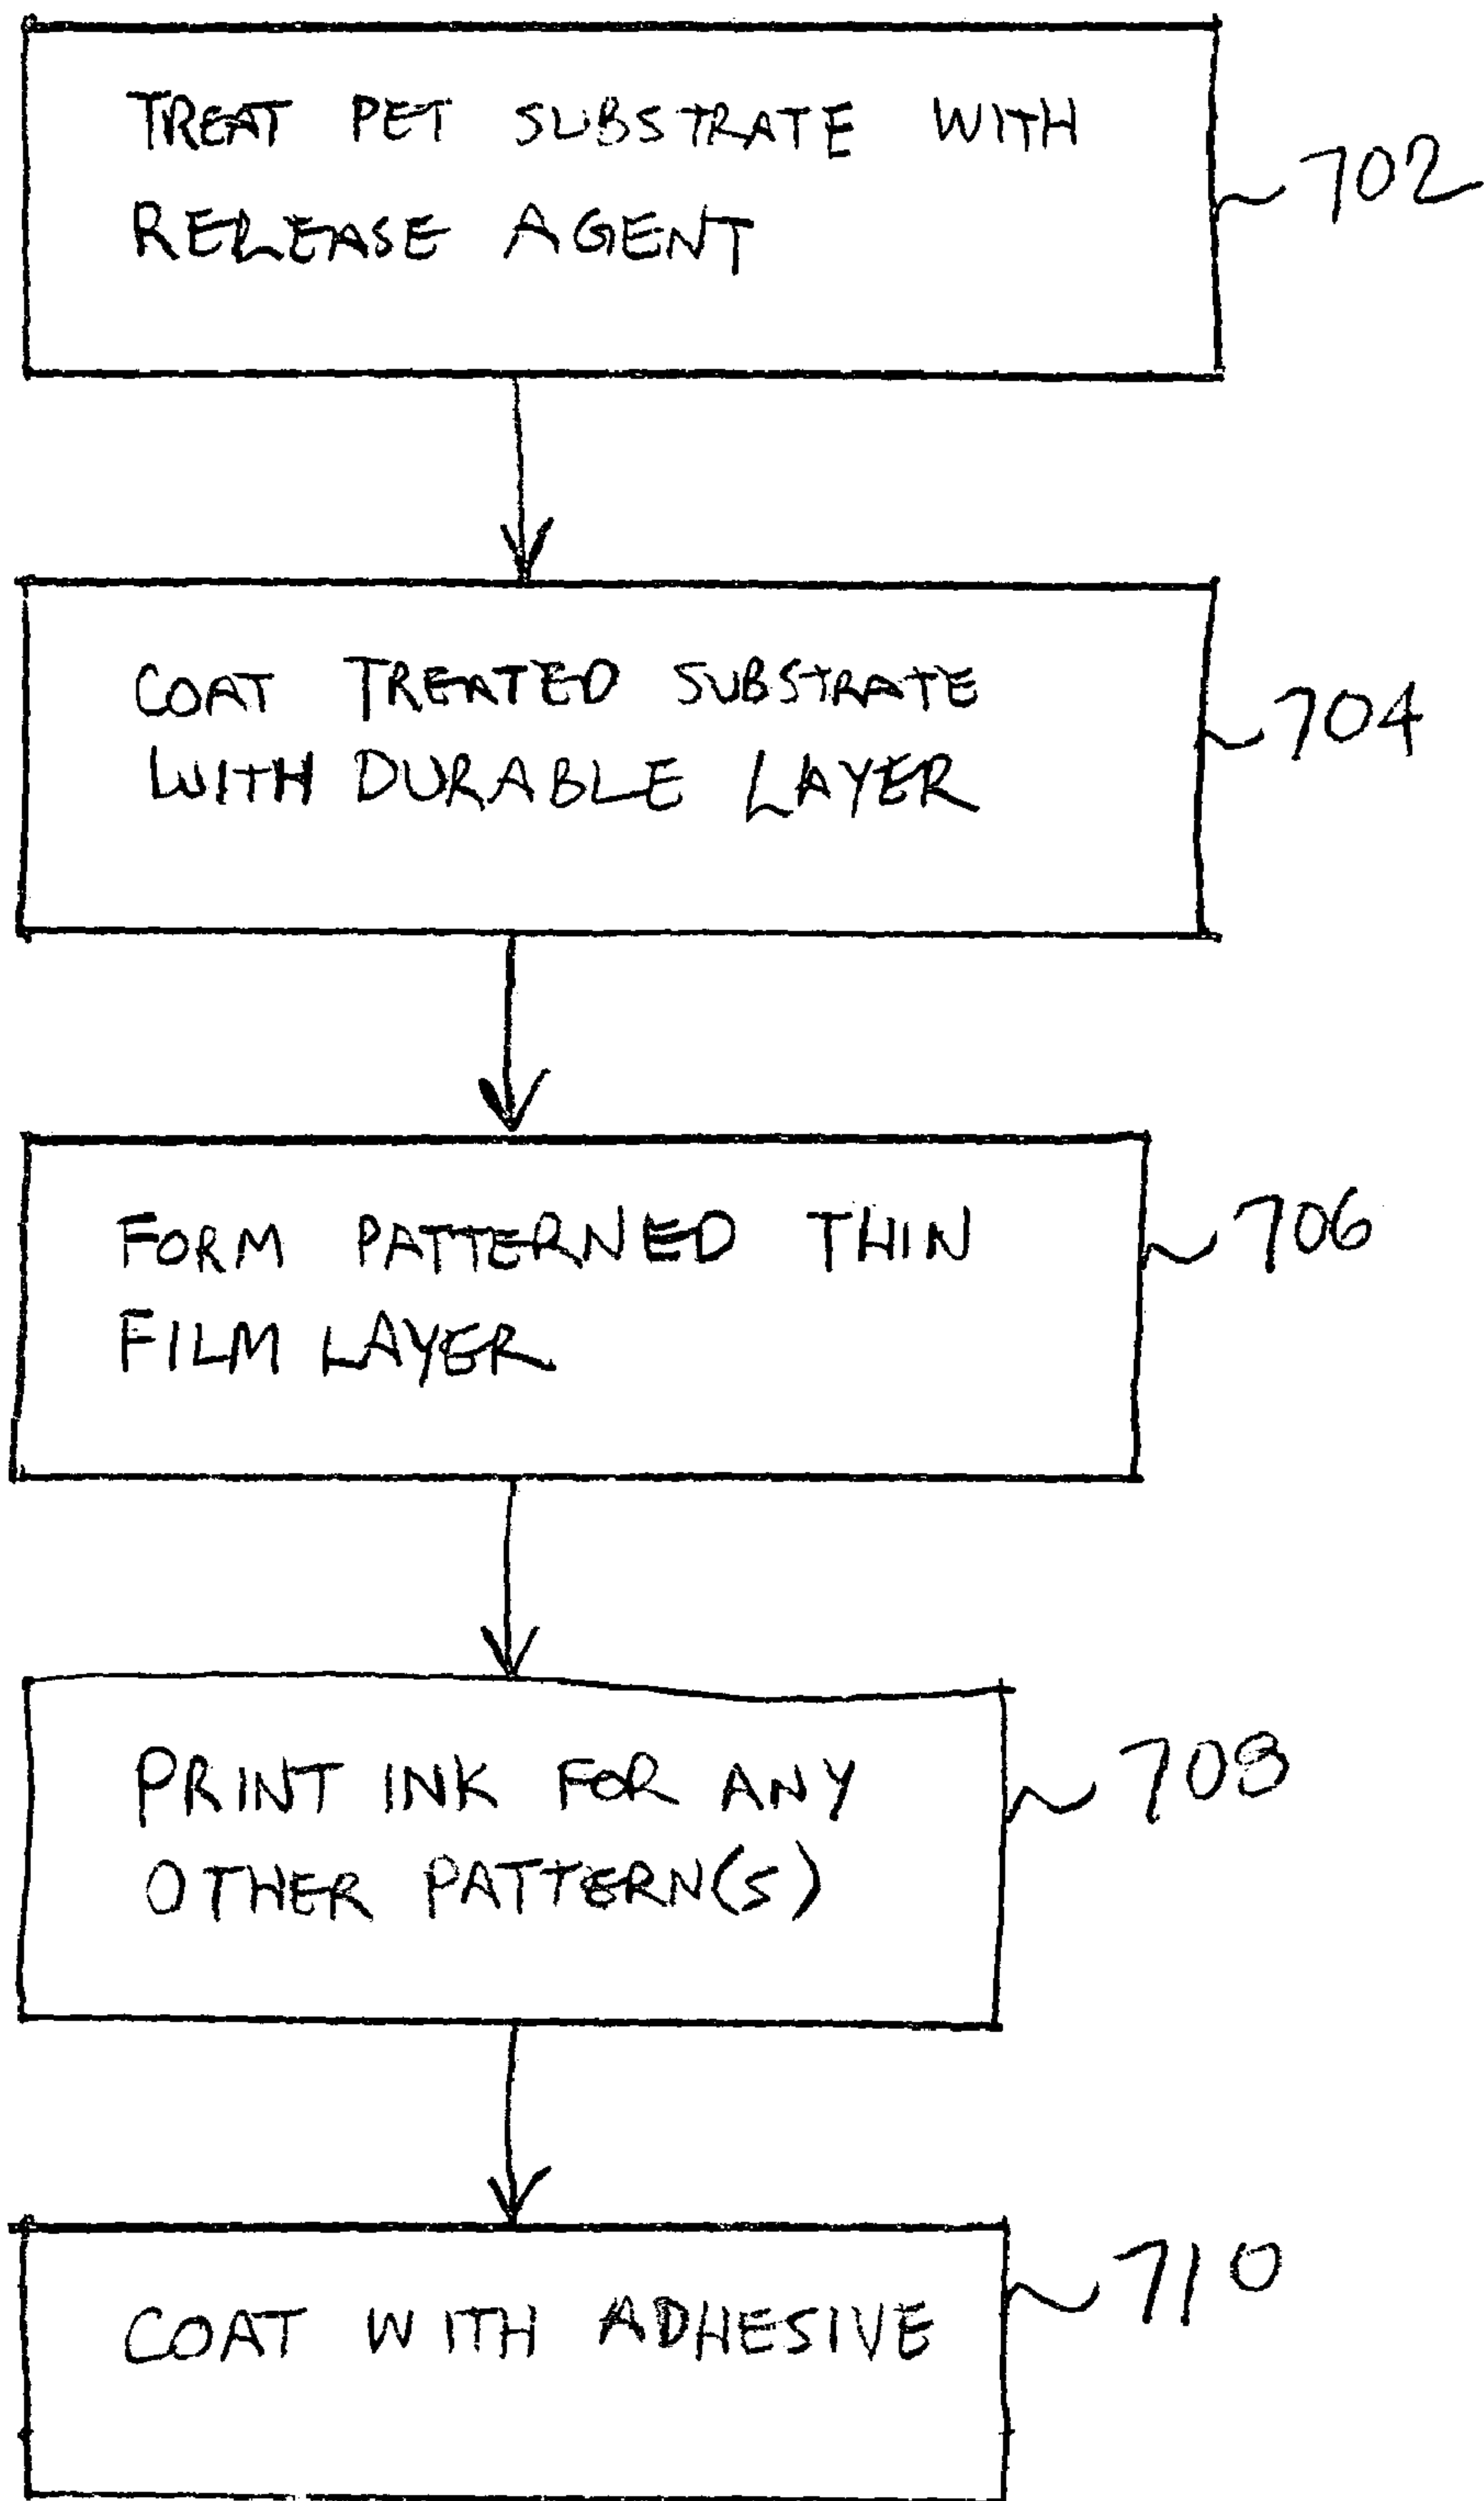 TREAT PET SUBSTRATE WITH
RELEASE AGENT
702
COAT TREATED SUBSTRATE
WITH DURABLE LAYER
704
FORM PATTERNED THIN
FILM LAYER
706
PRINT INK FOR ANY
OTHER PATTERN(S)
708
COAT WITH ADHESIVE
710